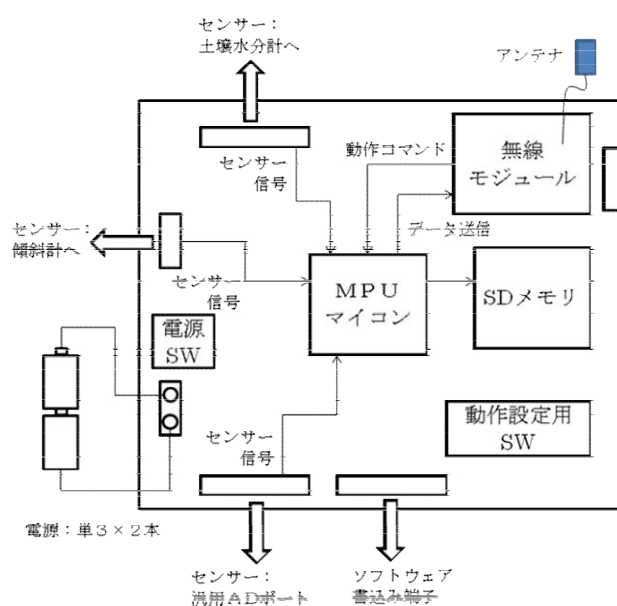 センサー：
土壌水分計へ
アンテナ
センサー
信号
動作コマンド
無線
モジュール
データ送信
センサー：
傾斜計へ
センサー
信号
MPU
マイコン
SDメモリ
電源
SW
センサー
信号
動作設定用
SW
電源：単３×２本
センサー：
汎用ADポート
ソフトウェア
書込み端子